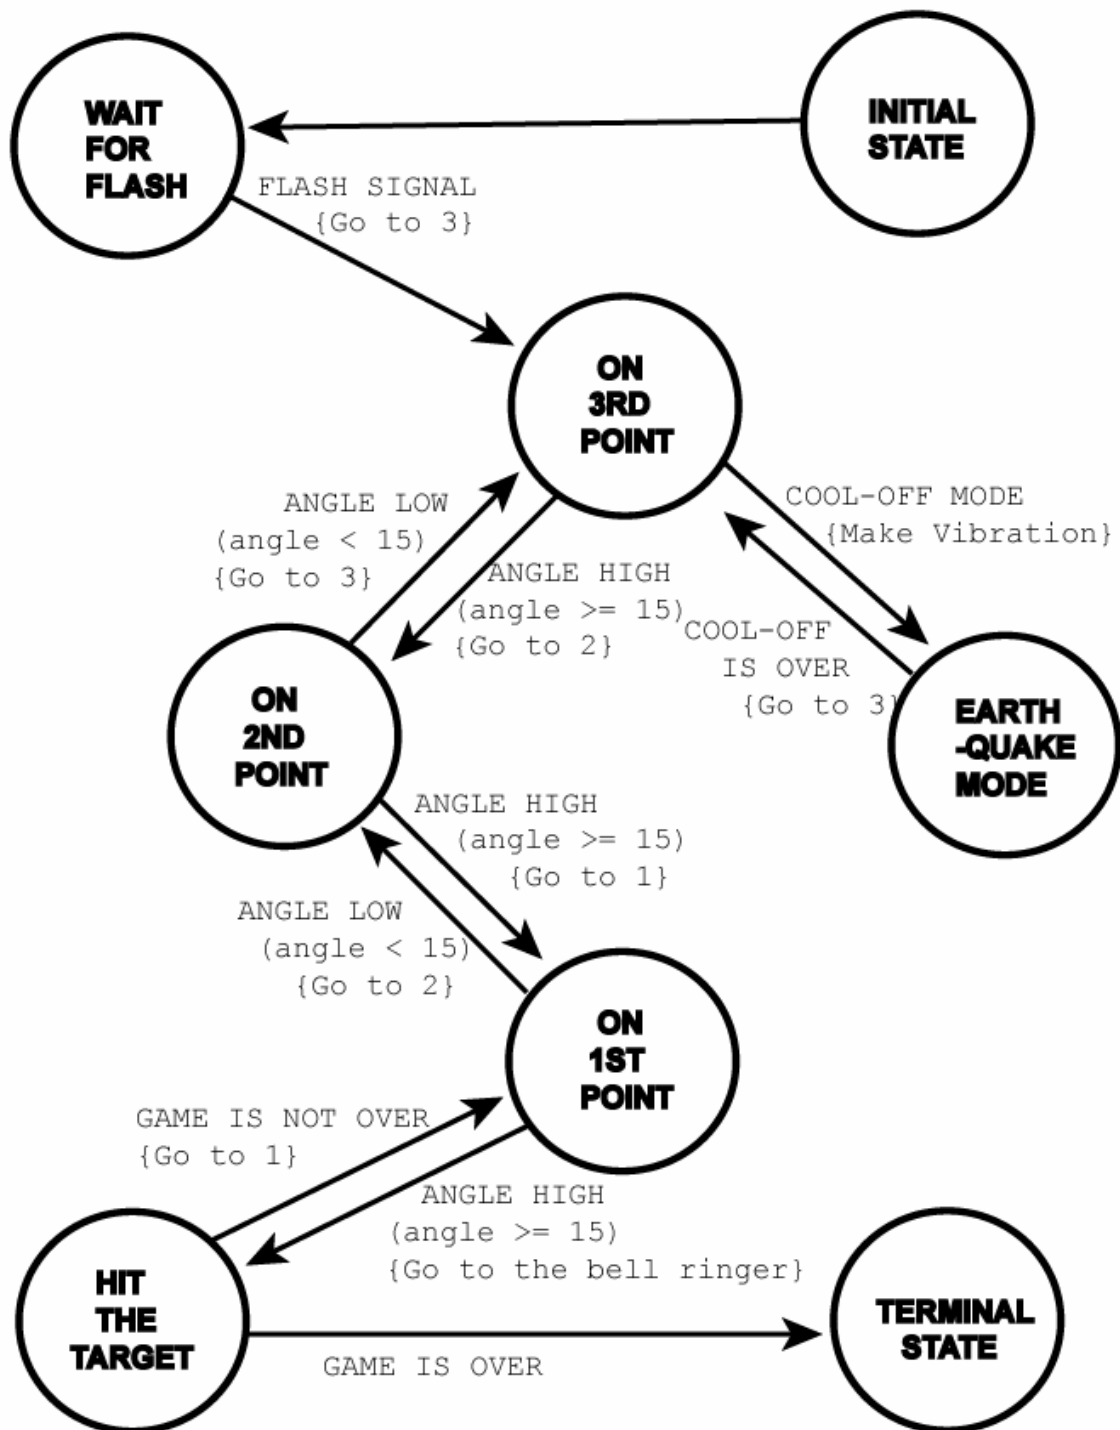 WAIT
FOR
FLASH
INITIAL
STATE
FLASH SIGNAL
{Go to 3}
ON
3RD
POINT
ANGLE LOW
(angle < 15)
{Go to 3}
ANGLE HIGH
(angle >= 15)
{Go to 2}
COOL-OFF MODE
{Make Vibration}
COOL-OFF
IS OVER
{Go to 3}
ON
2ND
POINT
EARTH
-QUAKE
MODE
ANGLE HIGH
(angle >= 15)
{Go to 1}
ANGLE LOW
(angle < 15)
{Go to 2}
ON
1ST
POINT
GAME IS NOT OVER
{Go to 1}
ANGLE HIGH
(angle >= 15)
{Go to the bell ringer}
HIT
THE
TARGET
GAME IS OVER
TERMINAL
STATE